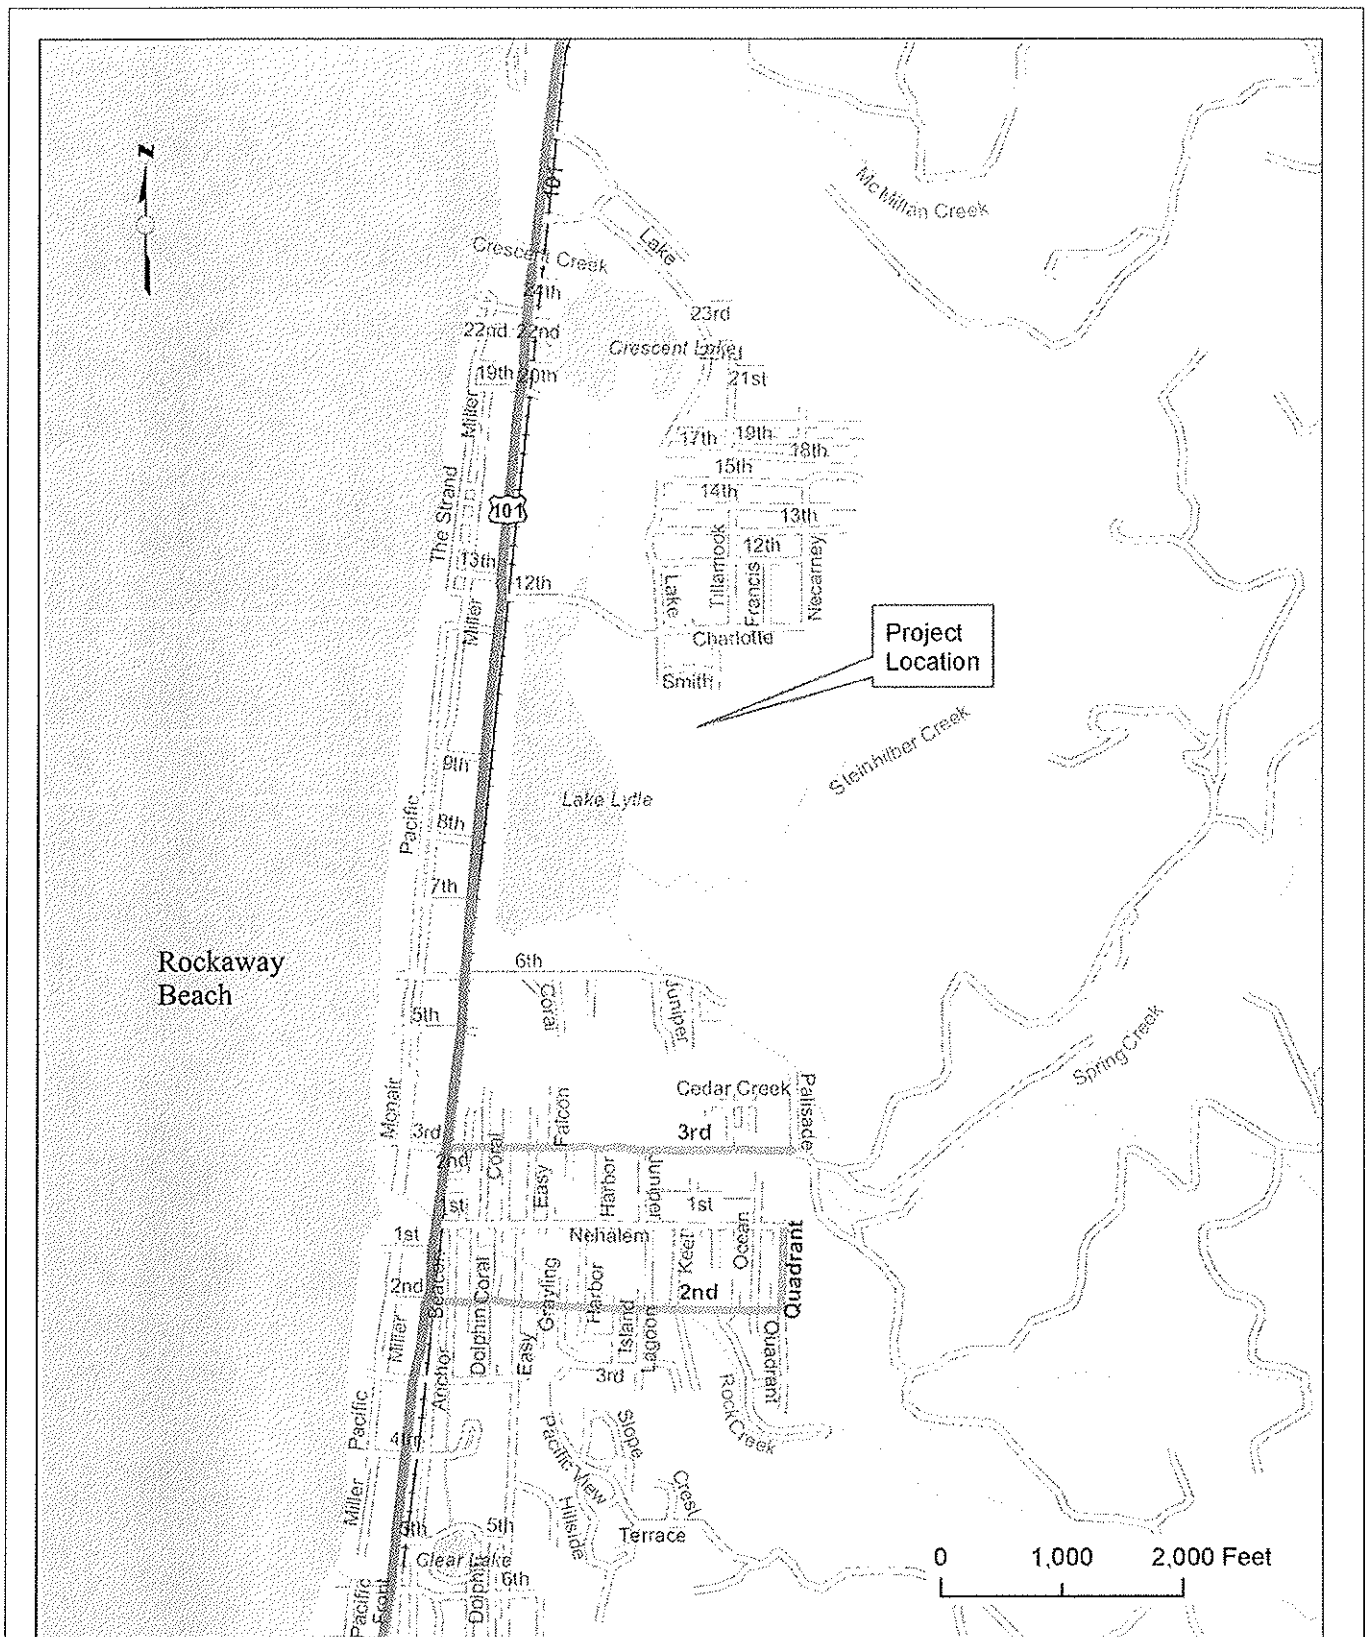 z
101
McMillan Creek
Lake
Crescent Creek
24th
23rd
22nd 22nd
Crescent Lake
19th 20th
21st
Miller
17th 19th
18th
15th
14th
The Strand
101
13th
Tillamook
12th
Necarney
13th
12th
Lake
Francis
Miller
Charlotte
Project
Location
Smith
Steinhilber Creek
9th
Lake Lytle
Pacific
8th
7th
Rockaway
Beach
6th
Coral
Juniper
5th
Spring Creek
Mcnair
Falcon
Cedar Creek
Palisade
3rd
3rd
2nd
Coral
Easy
Harbor
Juniper
1st
1st
1st
Nehalem
Keel
Ocean
Quadrant
2nd
Beacon
Dolphin
Coral
Grayling
Harbor
2nd
Miller
Anchor
Easy
Island
Lagoon
Quadrant
3rd
Rock Creek
Pacific
4th
Pacific View
Slope
Miller
Hillside
Crest
Terrace
5th
5th
Clear Lake
6th
Dolphin
Pacific
Front
0 1,000 2,000 Feet